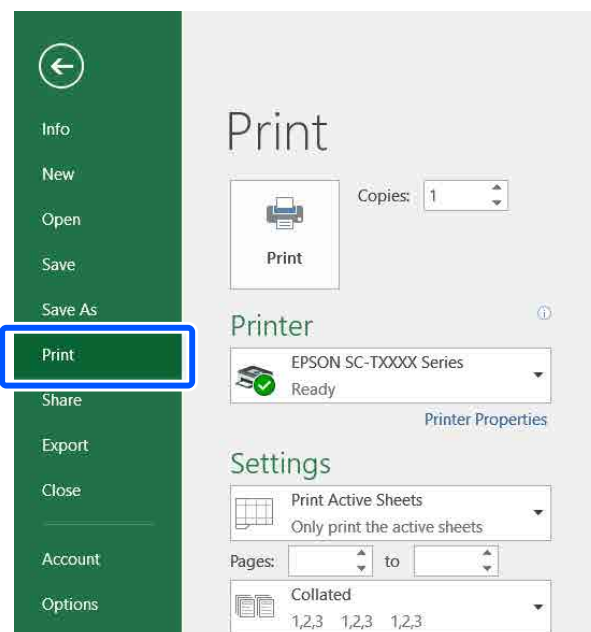 Info
New
Open
Save
Save As
Print
Share
Export
Close
Account
Options
Print
Copies: 1
Print
Printer
EPSON SC-TXXXX Series
Ready
Printer Properties
Settings
Print Active Sheets
Only print the active sheets
Pages: to
Collated
1,2,3 1,2,3 1,2,3